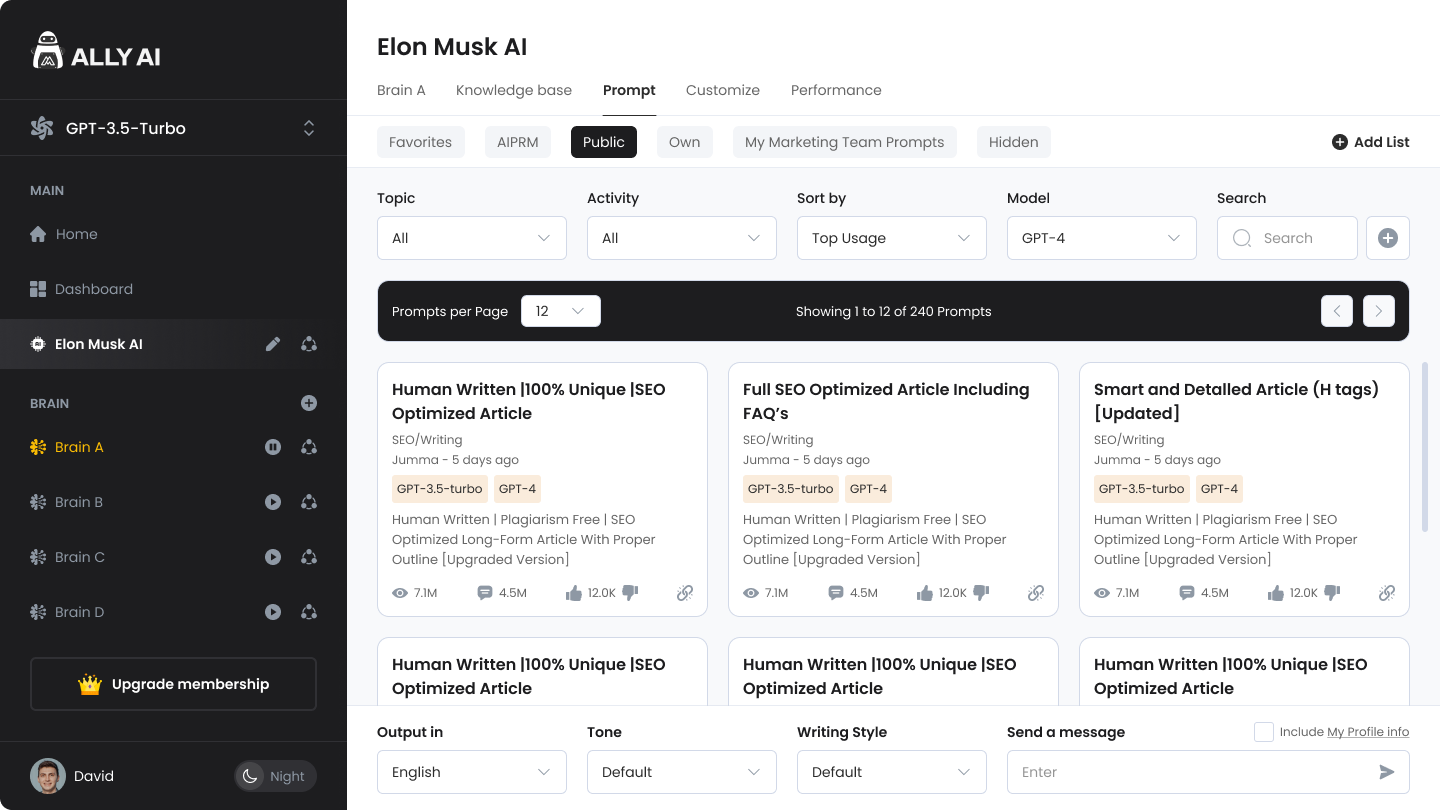 ALLY AI
GPT-3.5-Turbo
MAIN
Home
Dashboard
Elon Musk AI
BRAIN
Brain A
Brain B
Brain C
Brain D
Upgrade membership
David
Night
Elon Musk AI
Brain A Knowledge base Prompt Customize Performance
Favorites AIPRM Public Own My Marketing Team Prompts Hidden Add List
Topic Activity Sort by Model Search
All All Top Usage GPT-4 Search
Prompts per Page 12 Showing 1 to 12 of 240 Prompts
Human Written |100% Unique |SEO
Optimized Article
SEO/Writing
Jumma - 5 days ago
GPT-3.5-turbo GPT-4
Human Written | Plagiarism Free | SEO
Optimized Long-Form Article With Proper
Outline [Upgraded Version]
7.1M 4.5M 12.0K
Full SEO Optimized Article Including
FAQ’s
SEO/Writing
Jumma - 5 days ago
GPT-3.5-turbo GPT-4
Human Written | Plagiarism Free | SEO
Optimized Long-Form Article With Proper
Outline [Upgraded Version]
7.1M 4.5M 12.0K
Smart and Detalled Article (H tags)
[Updated]
SEO/Writing
Jumma - 5 days ago
GPT-3.5-turbo GPT-4
Human Written | Plagiarism Free | SEO
Optimized Long-Form Article With Proper
Outline [Upgraded Version]
7.1M 4.5M 12.0K
Human Written |100% Unique |SEO
Optimized Article
Human Written |100% Unique |SEO
Optimized Article
Human Written |100% Unique |SEO
Optimized Article
Output in Tone Writing Style Send a message Include My Profile info
English Default Default Enter